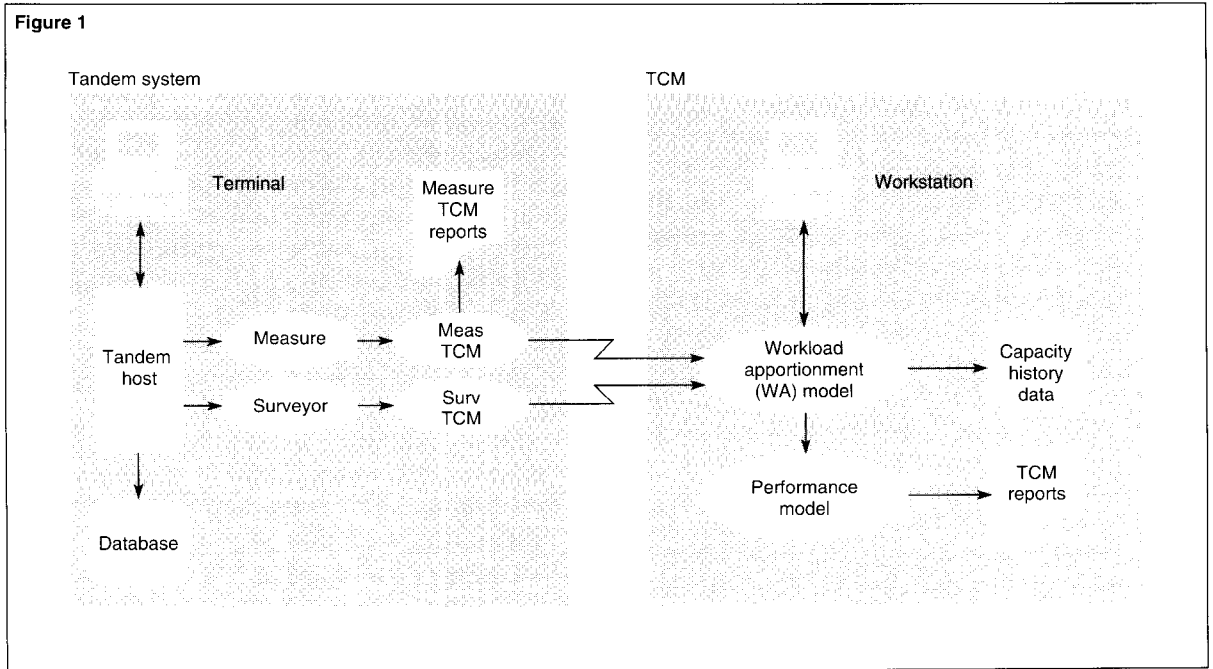 Figure 1
Tandem system
TCM
Terminal
Measure
TCM
reports
Workstation
Tandem
host
Measure
Meas
TCM
Surveyor
Surv
TCM
Database
Workload
apportionment
(WA) model
Capacity
history
data
Performance
model
TCM
reports